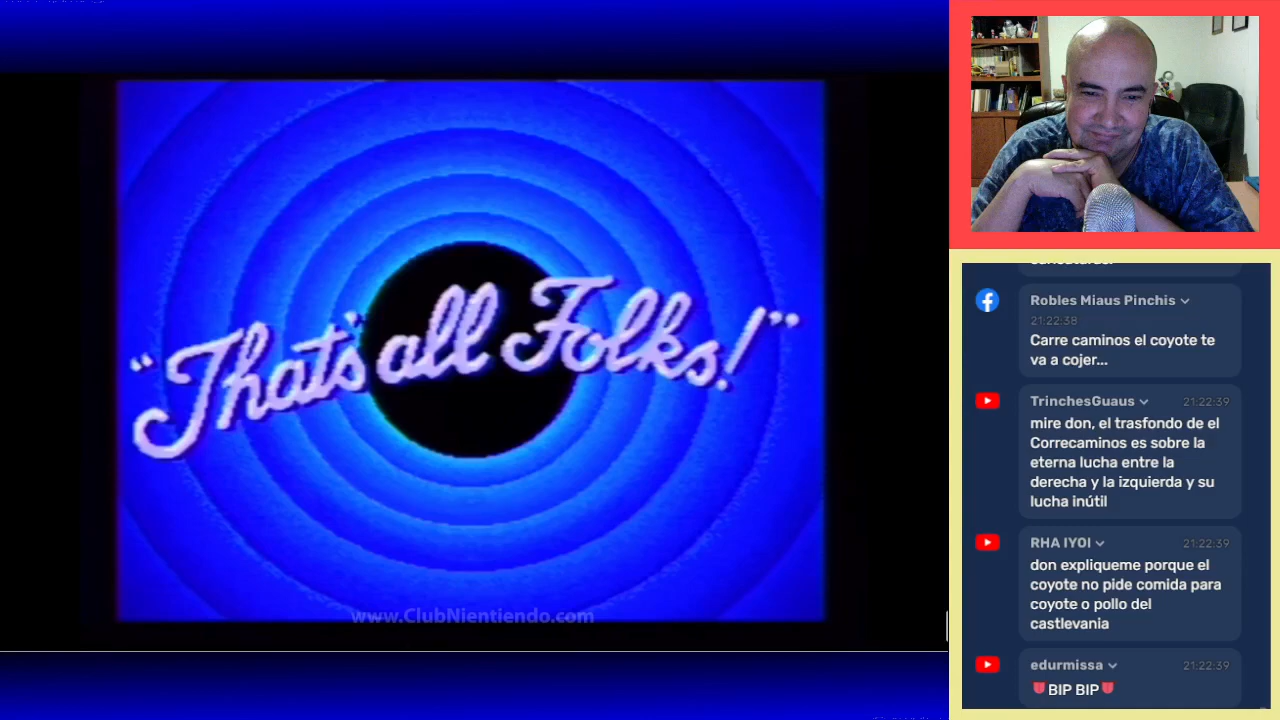 "That's all Folks!"
www.ClubNientiendo.com
Robles Miaus Pinchis
21:22:38
Carre caminos el coyote te
va a cojer...
TrinchesGuaus 21:22:39
mire don, el trasfondo de el
Correcaminos es sobre la
eterna lucha entre la
derecha y la izquierda y su
lucha inútil
RHA IYOI 21:22:39
don expliqueme porque el
coyote no pide comida para
coyote o pollo del
castlevania
edurmissa 21:22:39
👅BIP BIP👅